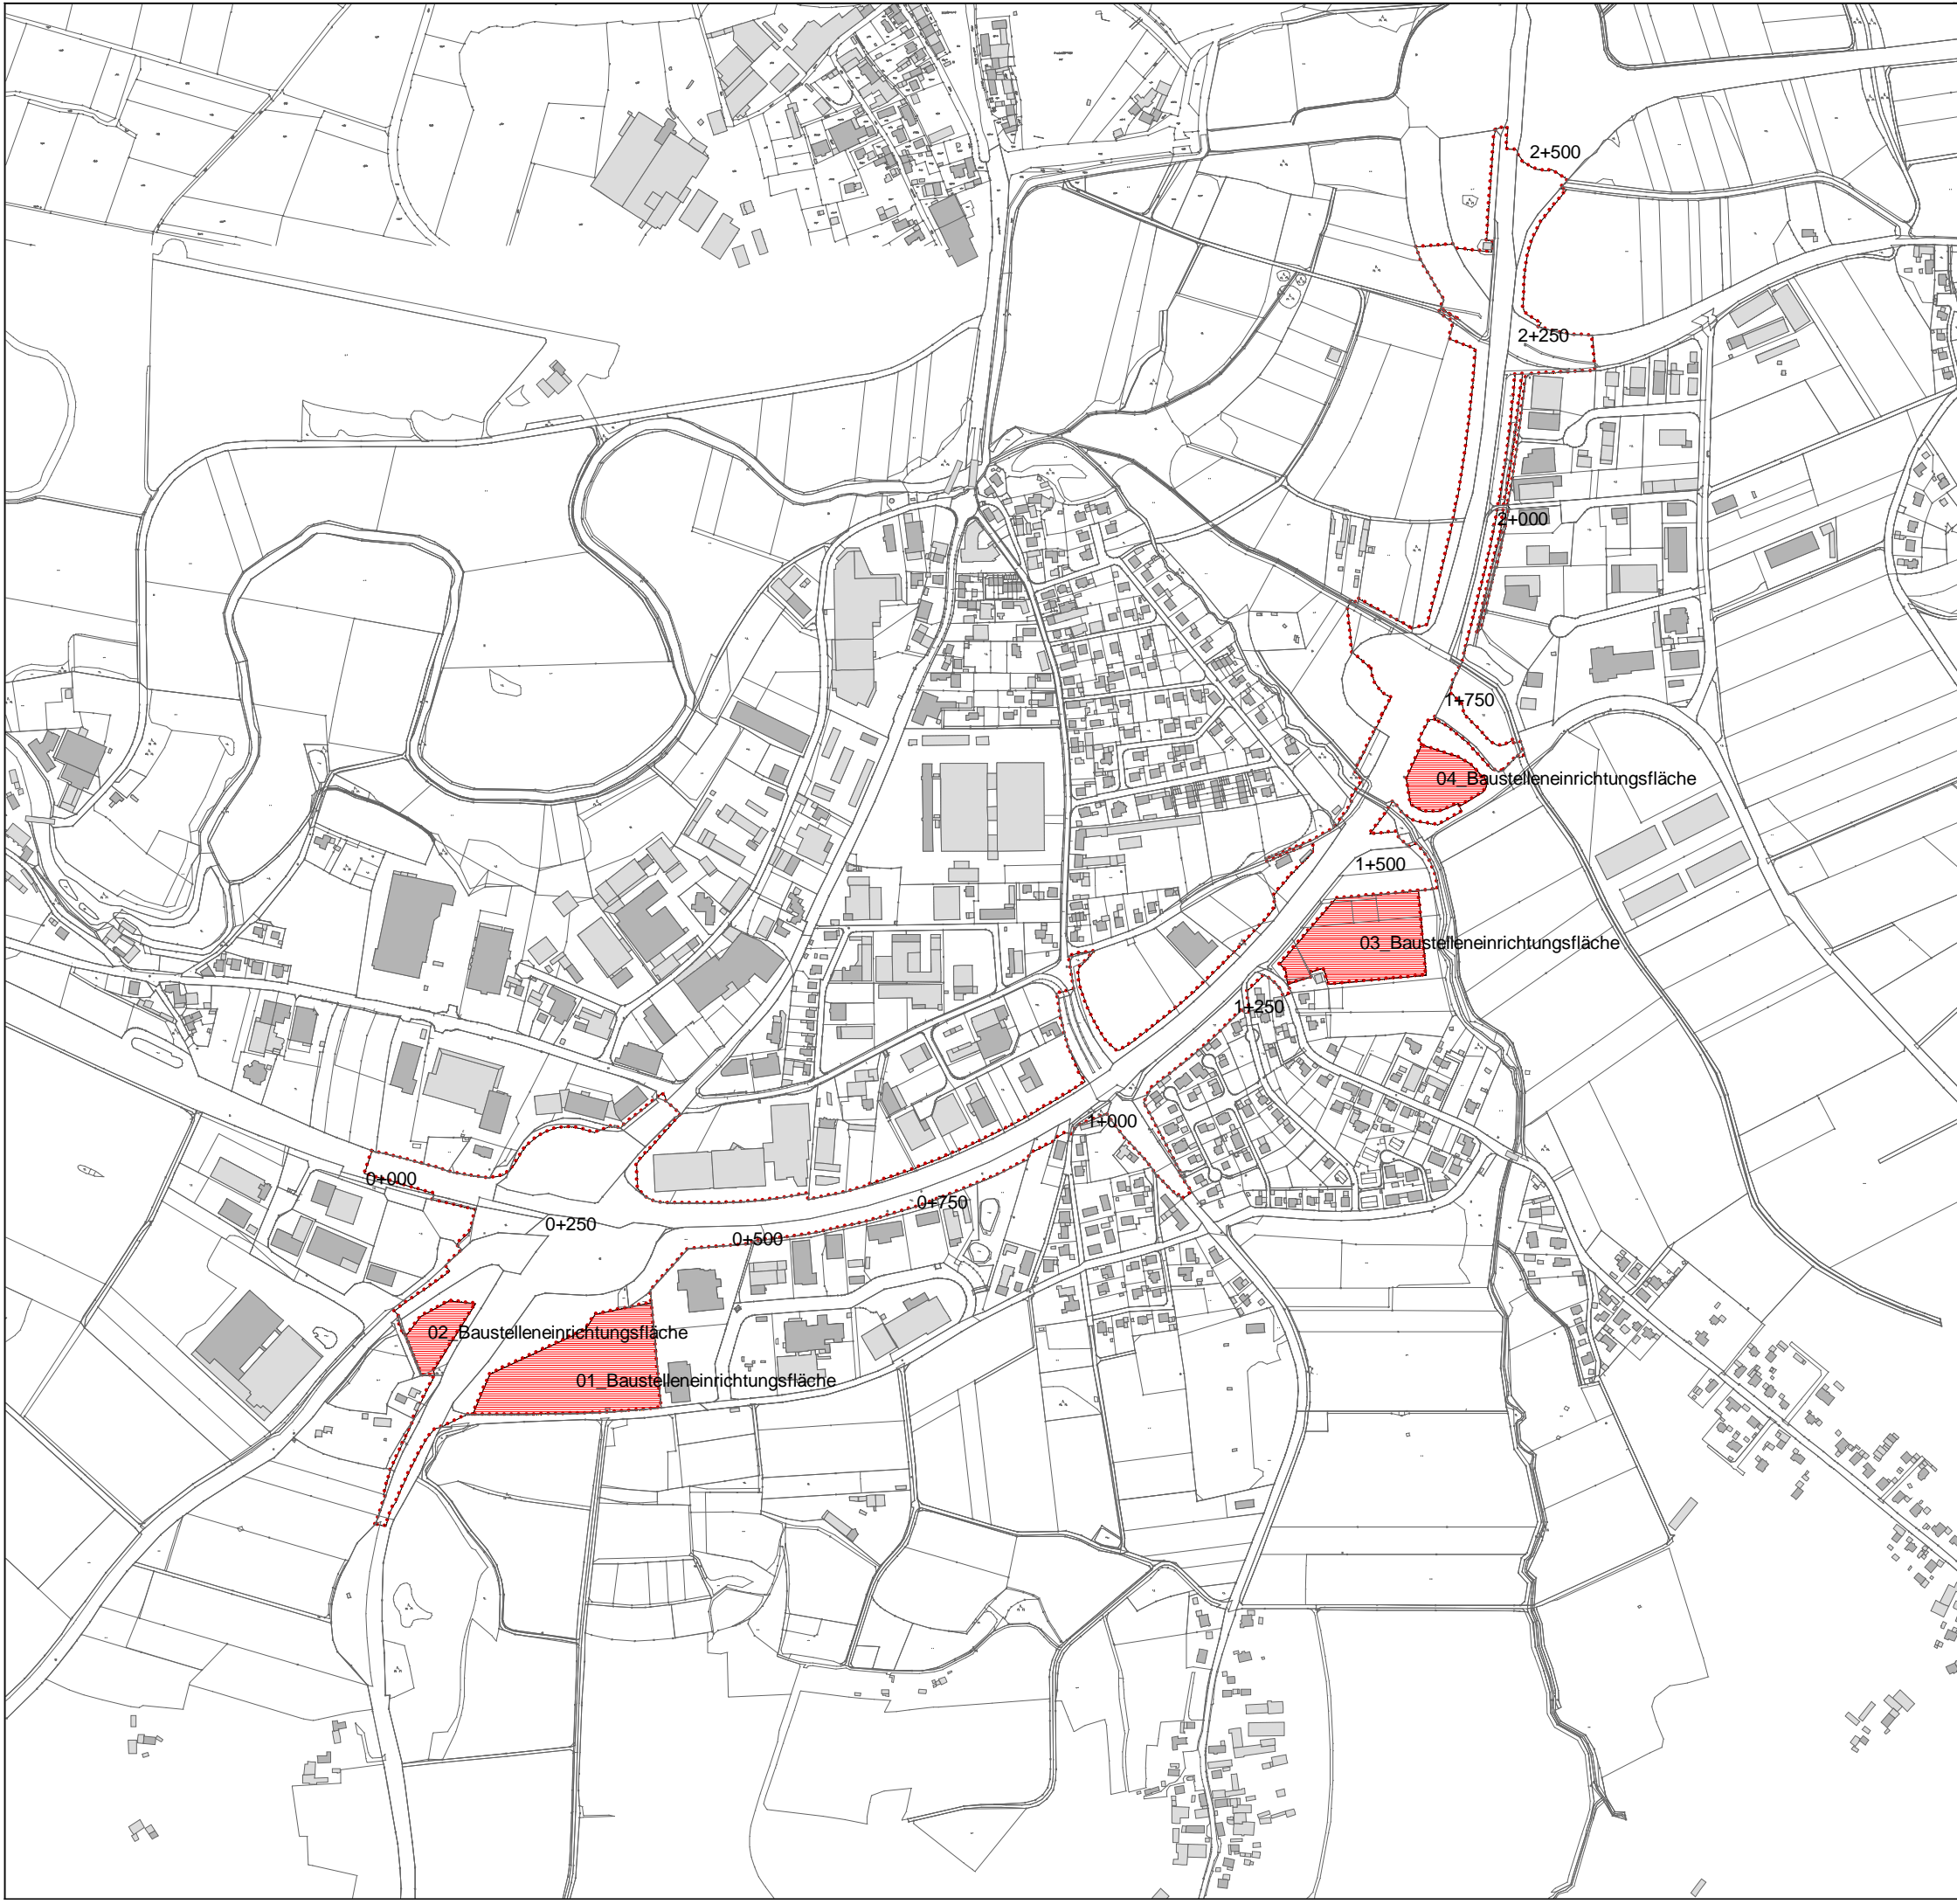 2+500
2+250
2+000
1+750
04_Baustelleneinrichtungsfläche
1+500
03_Baustelleneinrichtungsfläche
1+250
1+000
0+000
0+750
0+250
0+500
02_Baustelleneinrichtungsfläche
01_Baustelleneinrichtungsfläche